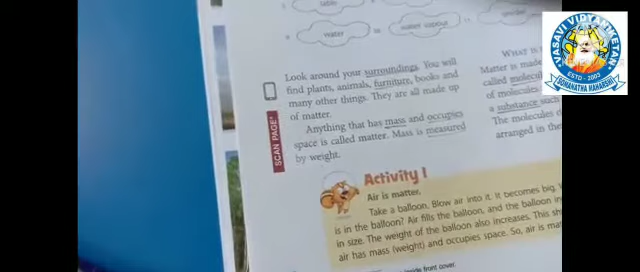 table
water
water vapour
VASAVI VIDYANIKETAN
ESTD - 2003
SOMANATHA MAHARSHI
Look around your surroundings. You will
find plants, animals, furniture, books and
many other things. They are all made up
of matter.
Anything that has mass and occupies
space is called matter. Mass is measured
by weight.
SCAN PAGE*
WHAT IS
Matter is made
called
of molecules
a substance such
The molecules
arranged in
Activity 1
Air is matter.
Take a balloon. Blow air into it. It becomes big.
is in the balloon? Air fills the balloon, and the balloon
in size. The weight of the balloon also increases. This
air has mass (weight) and occupies space. So, air is
inside front cover.